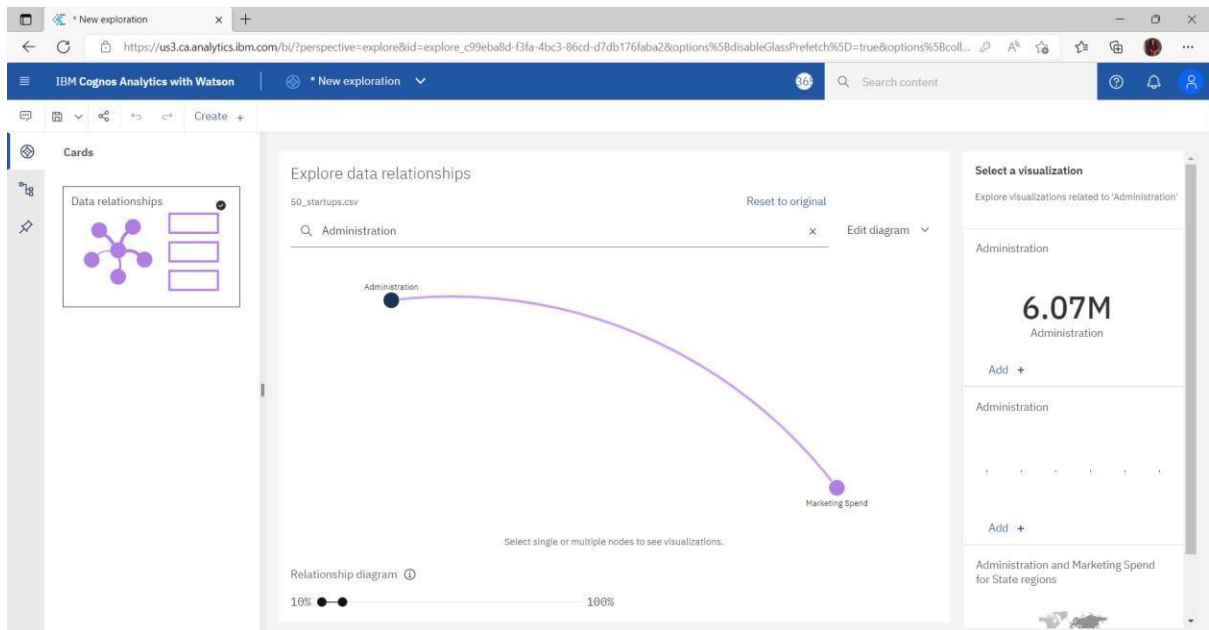 * New exploration
https://us3.ca.analytics.ibm.com/bi/?perspective=explore&id=explore_c99eba8d-f3fa-4bc3-86cd-d7db176faba2&options%5BdisableGlassPrefetch%5D=true&options%5Bcoll...
IBM Cognos Analytics with Watson
* New exploration
Search content
Create +
Cards
Data relationships
Explore data relationships
50_startups.csv
Reset to original
Administration
Edit diagram
Administration
Marketing Spend
Select single or multiple nodes to see visualizations.
Relationship diagram
10%
100%
Select a visualization
Explore visualizations related to 'Administration'
Administration
6.07M
Administration
Add +
Administration
Add +
Administration and Marketing Spend
for State regions